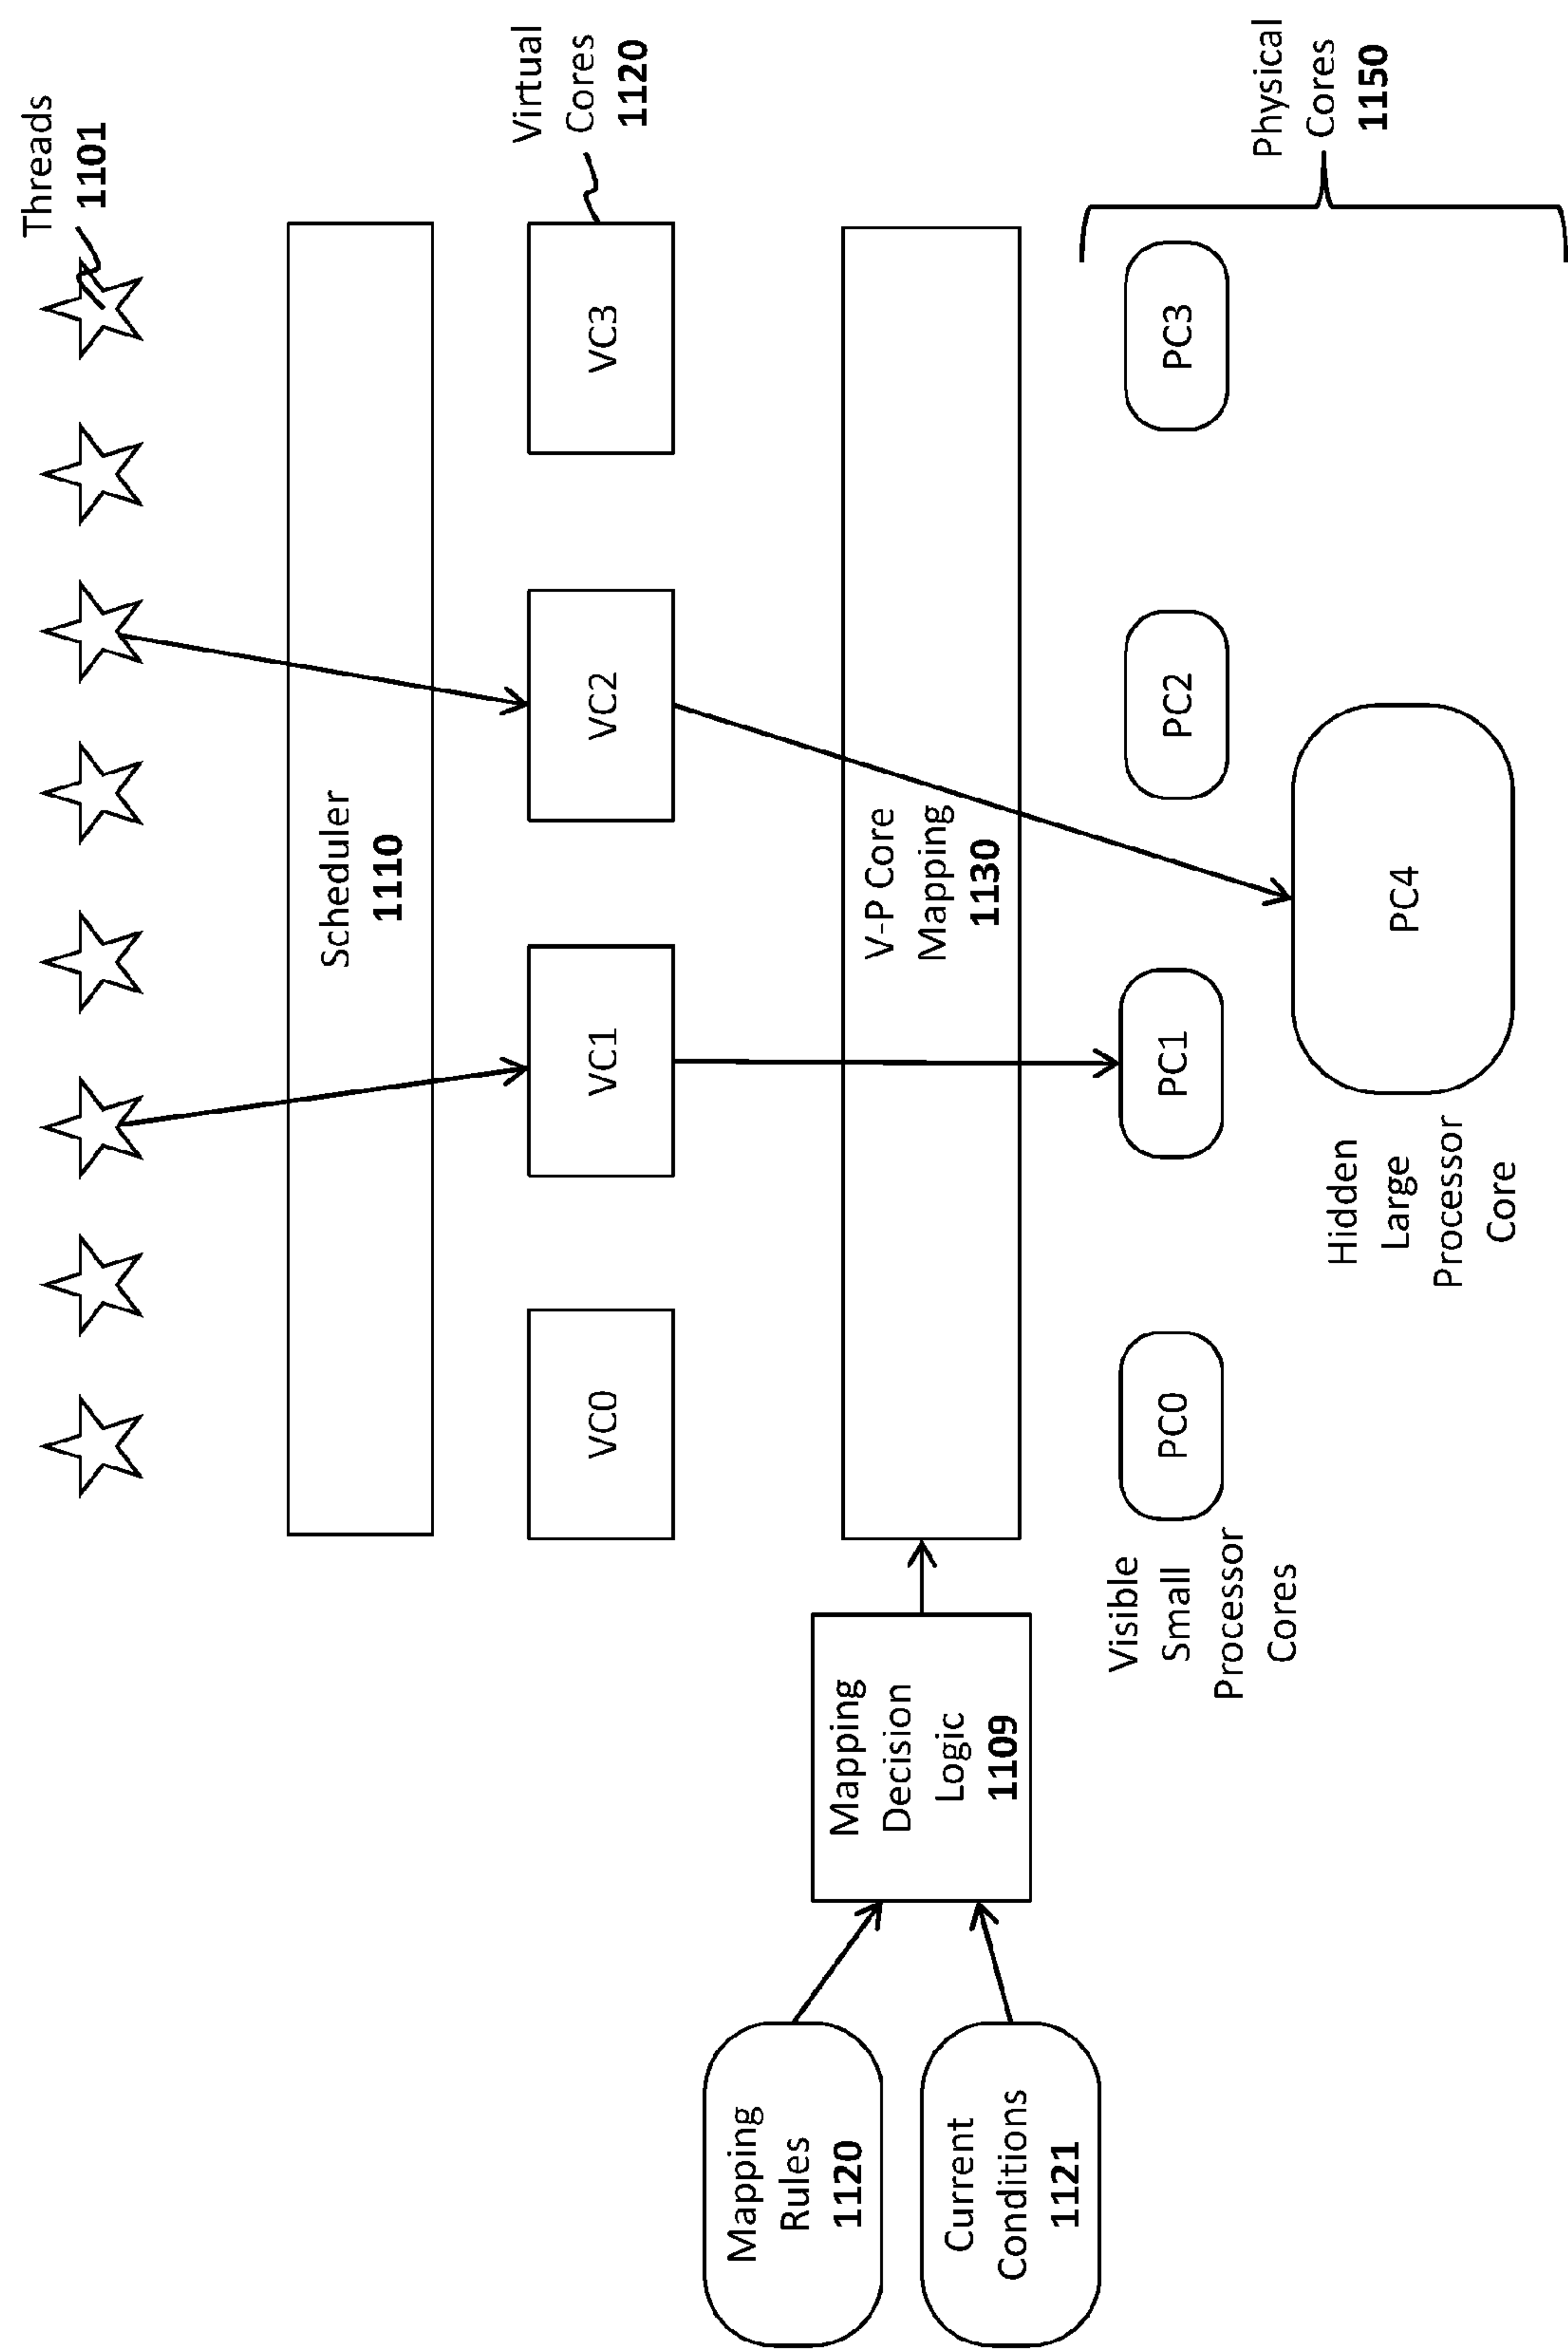 Threads
1101
Scheduler
1110
Virtual
Cores
1120
VC0
VC1
VC2
VC3
Mapping
Rules
1120
Current
Conditions
1121
Mapping
Decision
Logic
1109
V-P Core
Mapping
1130
Visible
Small
Processor
Cores
PC0
PC1
PC2
PC3
Physical
Cores
1150
Hidden
Large
Processor
Core
PC4